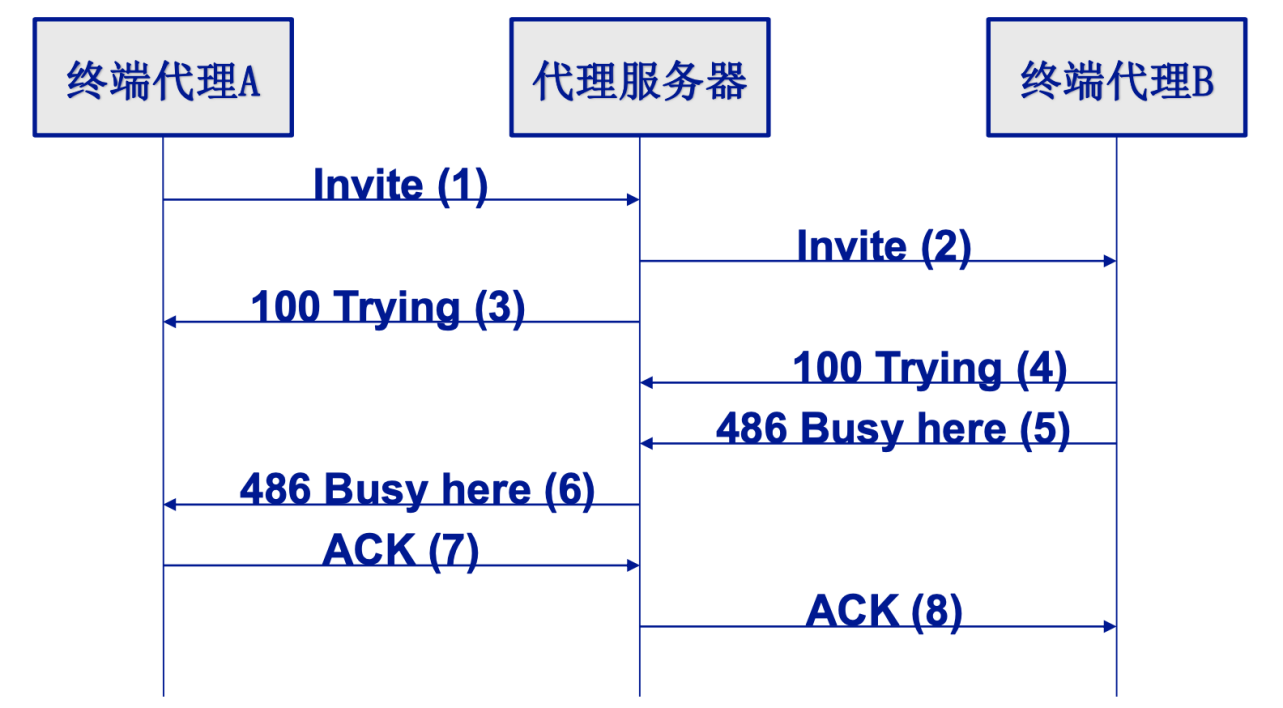 终端代理A
代理服务器
终端代理B
Invite (1)
Invite (2)
100 Trying (3)
100 Trying (4)
486 Busy here (5)
486 Busy here (6)
ACK (7)
ACK (8)